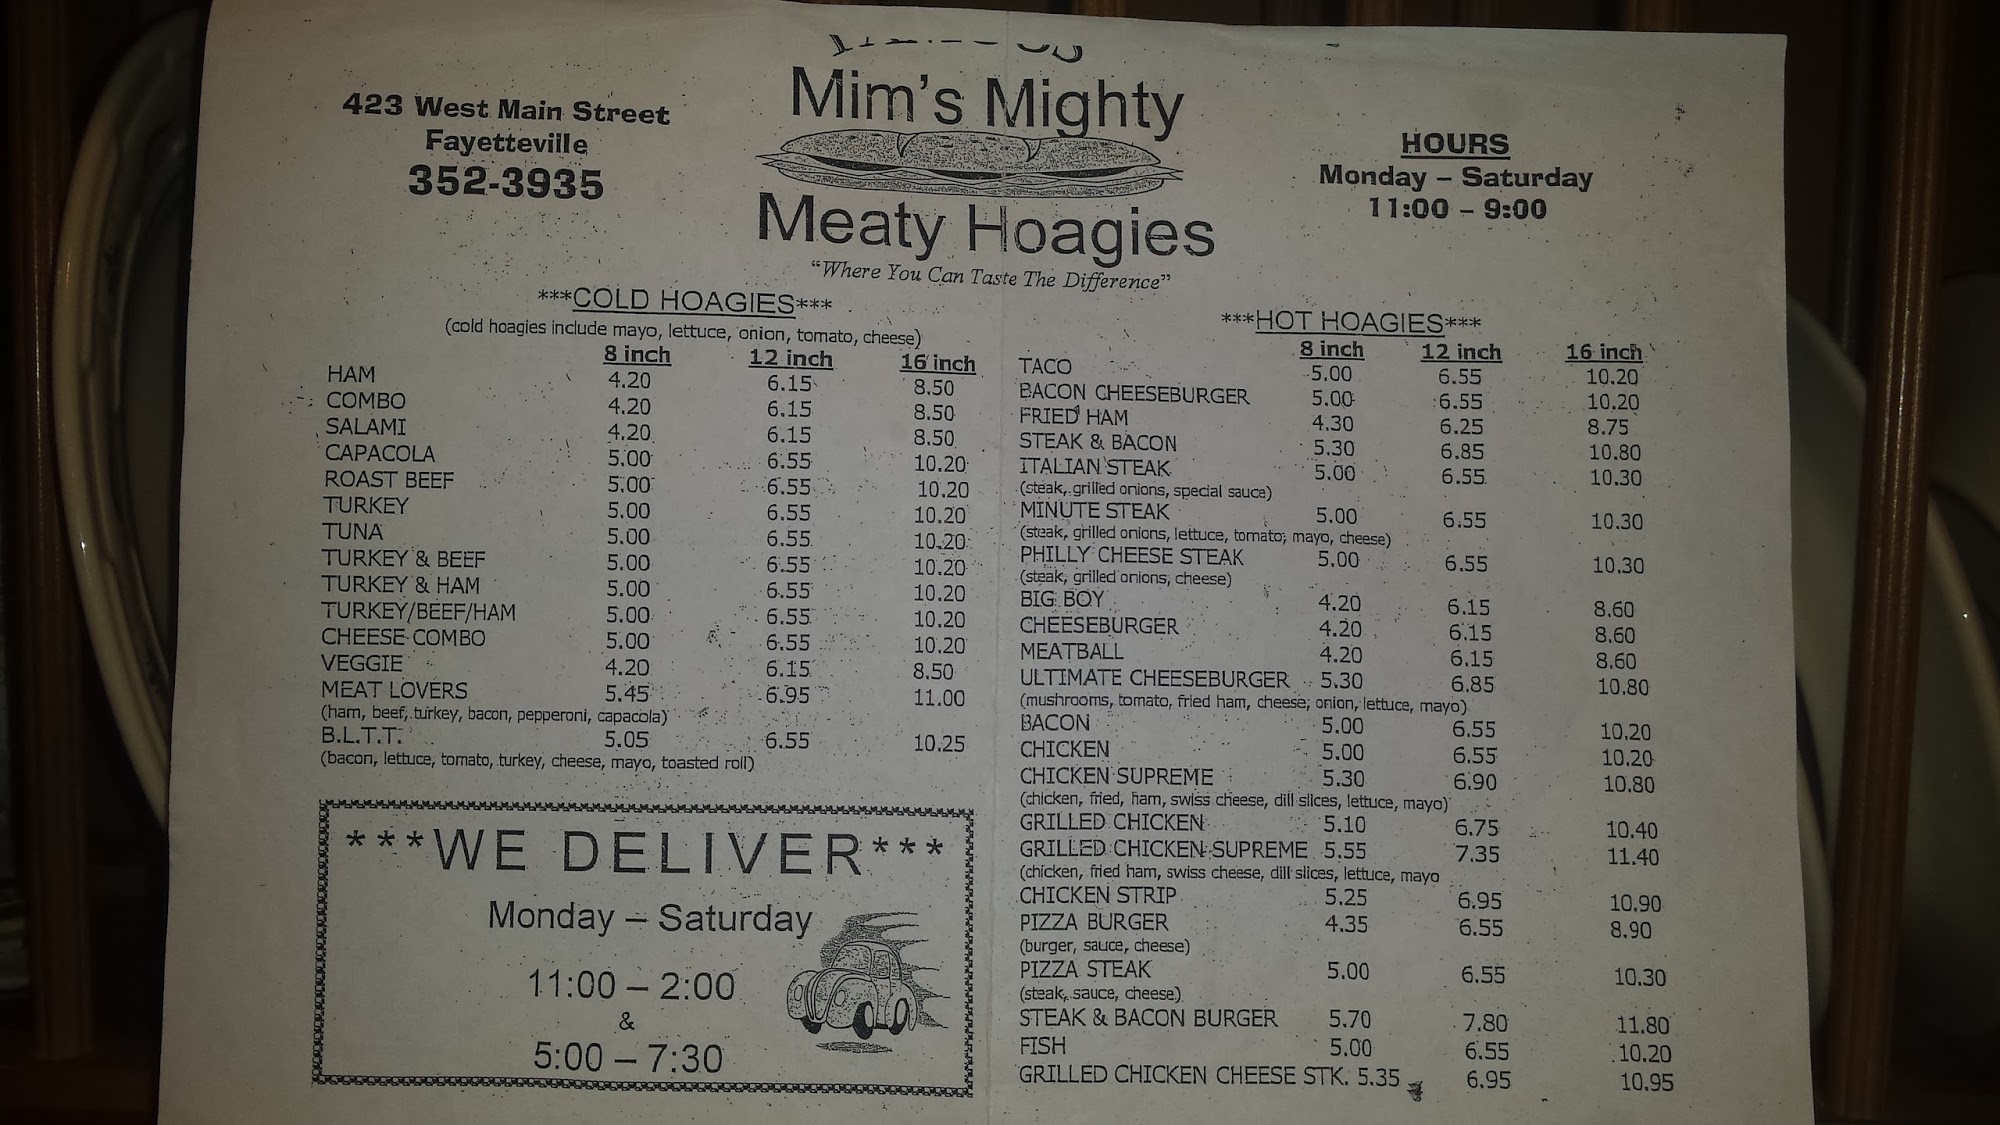 Mim's Mighty
Meaty Hoagies
"Where You Can Taste The Difference"
423 West Main Street
Fayetteville
352-3935
HOURS
Monday – Saturday
11:00 – 9:00
***COLD HOAGIES***
(cold hoagies include mayo, lettuce, onion, tomato, cheese)
8 inch 12 inch 16 inch
HAM 4.20 6.15 8.50
COMBO 4.20 6.15 8.50
SALAMI 4.20 6.15 8.50
CAPACOLA 5.00 6.55 10.20
ROAST BEEF 5.00 6.55 10.20
TURKEY 5.00 6.55 10.20
TUNA 5.00 6.55 10.20
TURKEY & BEEF 5.00 6.55 10.20
TURKEY & HAM 5.00 6.55 10.20
TURKEY/BEEF/HAM 5.00 6.55 10.20
CHEESE COMBO 5.00 6.55 10.20
VEGGIE 4.20 6.15 8.50
MEAT LOVERS 5.45 6.95 11.00
(ham, beef, turkey, bacon, pepperoni, capacola)
B.L.T.T. 5.05 6.55 10.25
(bacon, lettuce, tomato, turkey, cheese, mayo, toasted roll)
***WE DELIVER***
Monday – Saturday
11:00 – 2:00
&
5:00 – 7:30
***HOT HOAGIES***
8 inch 12 inch 16 inch
TACO 5.00 6.55 10.20
BACON CHEESEBURGER 5.00 6.55 10.20
FRIED HAM 4.30 6.25 8.75
STEAK & BACON 5.30 6.85 10.80
ITALIAN STEAK 5.00 6.55 10.30
(steak, grilled onions, special sauce)
MINUTE STEAK 5.00 6.55 10.30
(steak, grilled onions, lettuce, tomato, mayo, cheese)
PHILLY CHEESE STEAK 5.00 6.55 10.30
(steak, grilled onions, cheese)
BIG BOY 4.20 6.15 8.60
CHEESEBURGER 4.20 6.15 8.60
MEATBALL 4.20 6.15 8.60
ULTIMATE CHEESEBURGER 5.30 6.85 10.80
(mushrooms, tomato, fried ham, cheese, onion, lettuce, mayo)
BACON 5.00 6.55 10.20
CHICKEN 5.00 6.55 10.20
CHICKEN SUPREME 5.30 6.90 10.80
(chicken, fried, ham, swiss cheese, dill slices, lettuce, mayo)
GRILLED CHICKEN 5.10 6.75 10.40
GRILLED CHICKEN SUPREME 5.55 7.35 11.40
(chicken, fried ham, swiss cheese, dill slices, lettuce, mayo
CHICKEN STRIP 5.25 6.95 10.90
PIZZA BURGER 4.35 6.55 8.90
(burger, sauce, cheese)
PIZZA STEAK 5.00 6.55 10.30
(steak, sauce, cheese)
STEAK & BACON BURGER 5.70 7.80 11.80
FISH 5.00 6.55 10.20
GRILLED CHICKEN CHEESE STK. 5.35 6.95 10.95